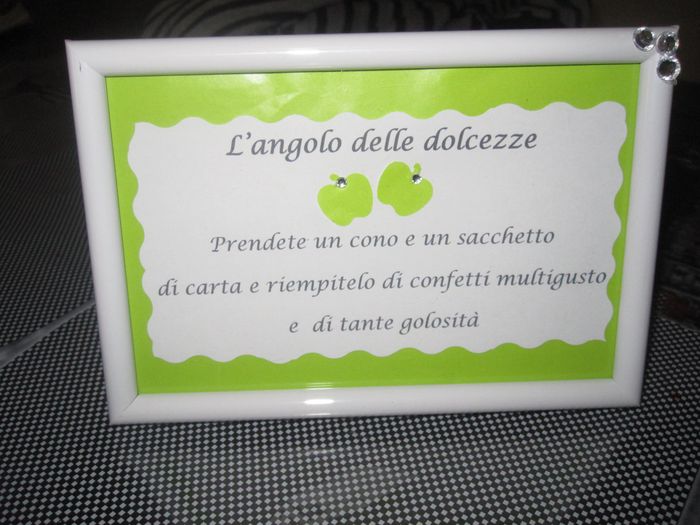 L'angolo delle dolcezze
Prendete un cono e un sacchetto
di carta e riempitelo di confetti multigusto
e di tante golosità